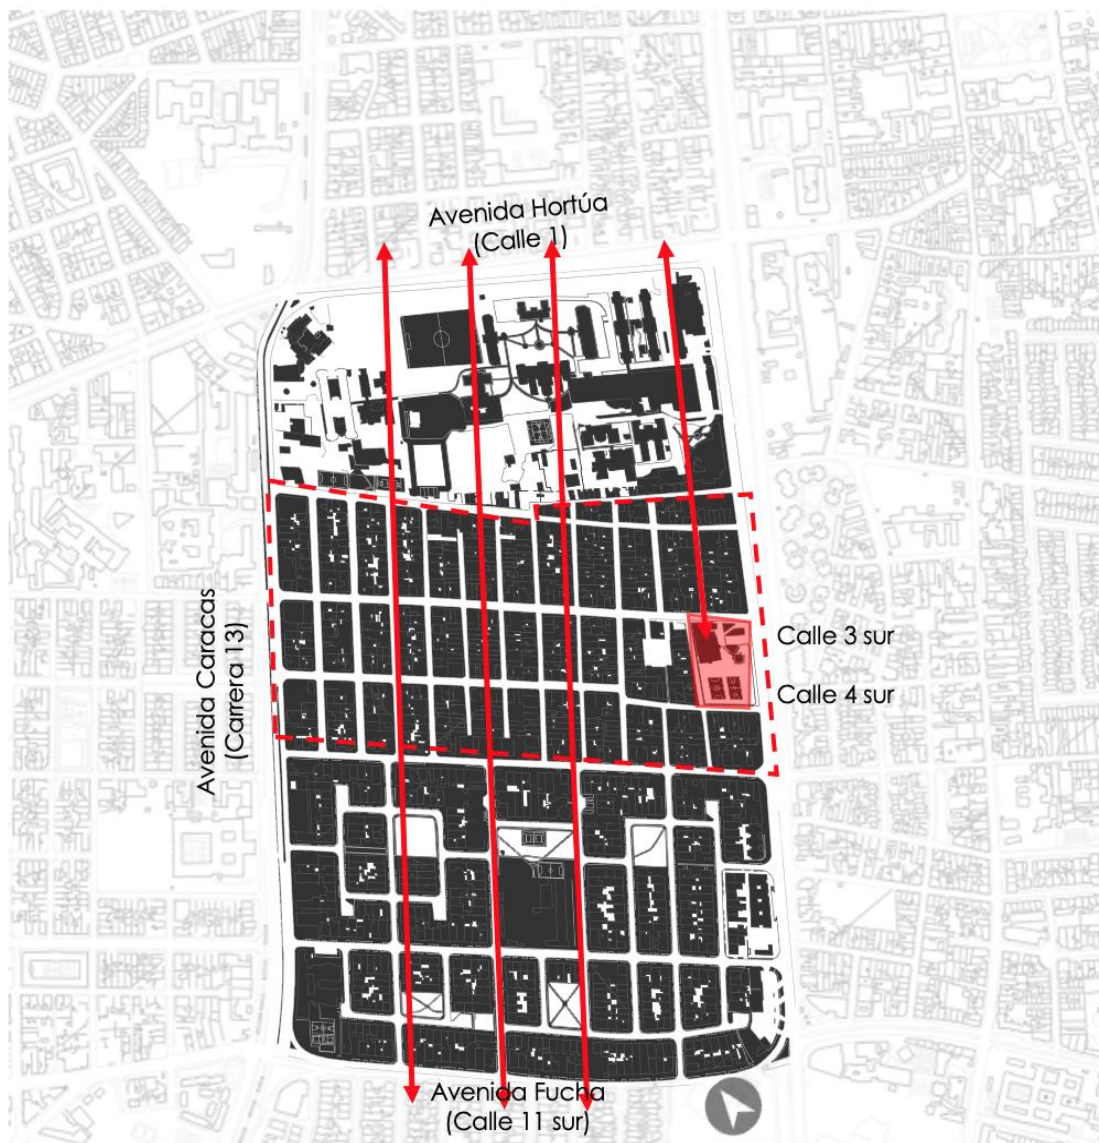 Avenida Hortúa
(Calle 1)
Avenida Caracas
(Carrera 13)
Calle 3 sur
Calle 4 sur
Avenida Fucha
(Calle 11 sur)